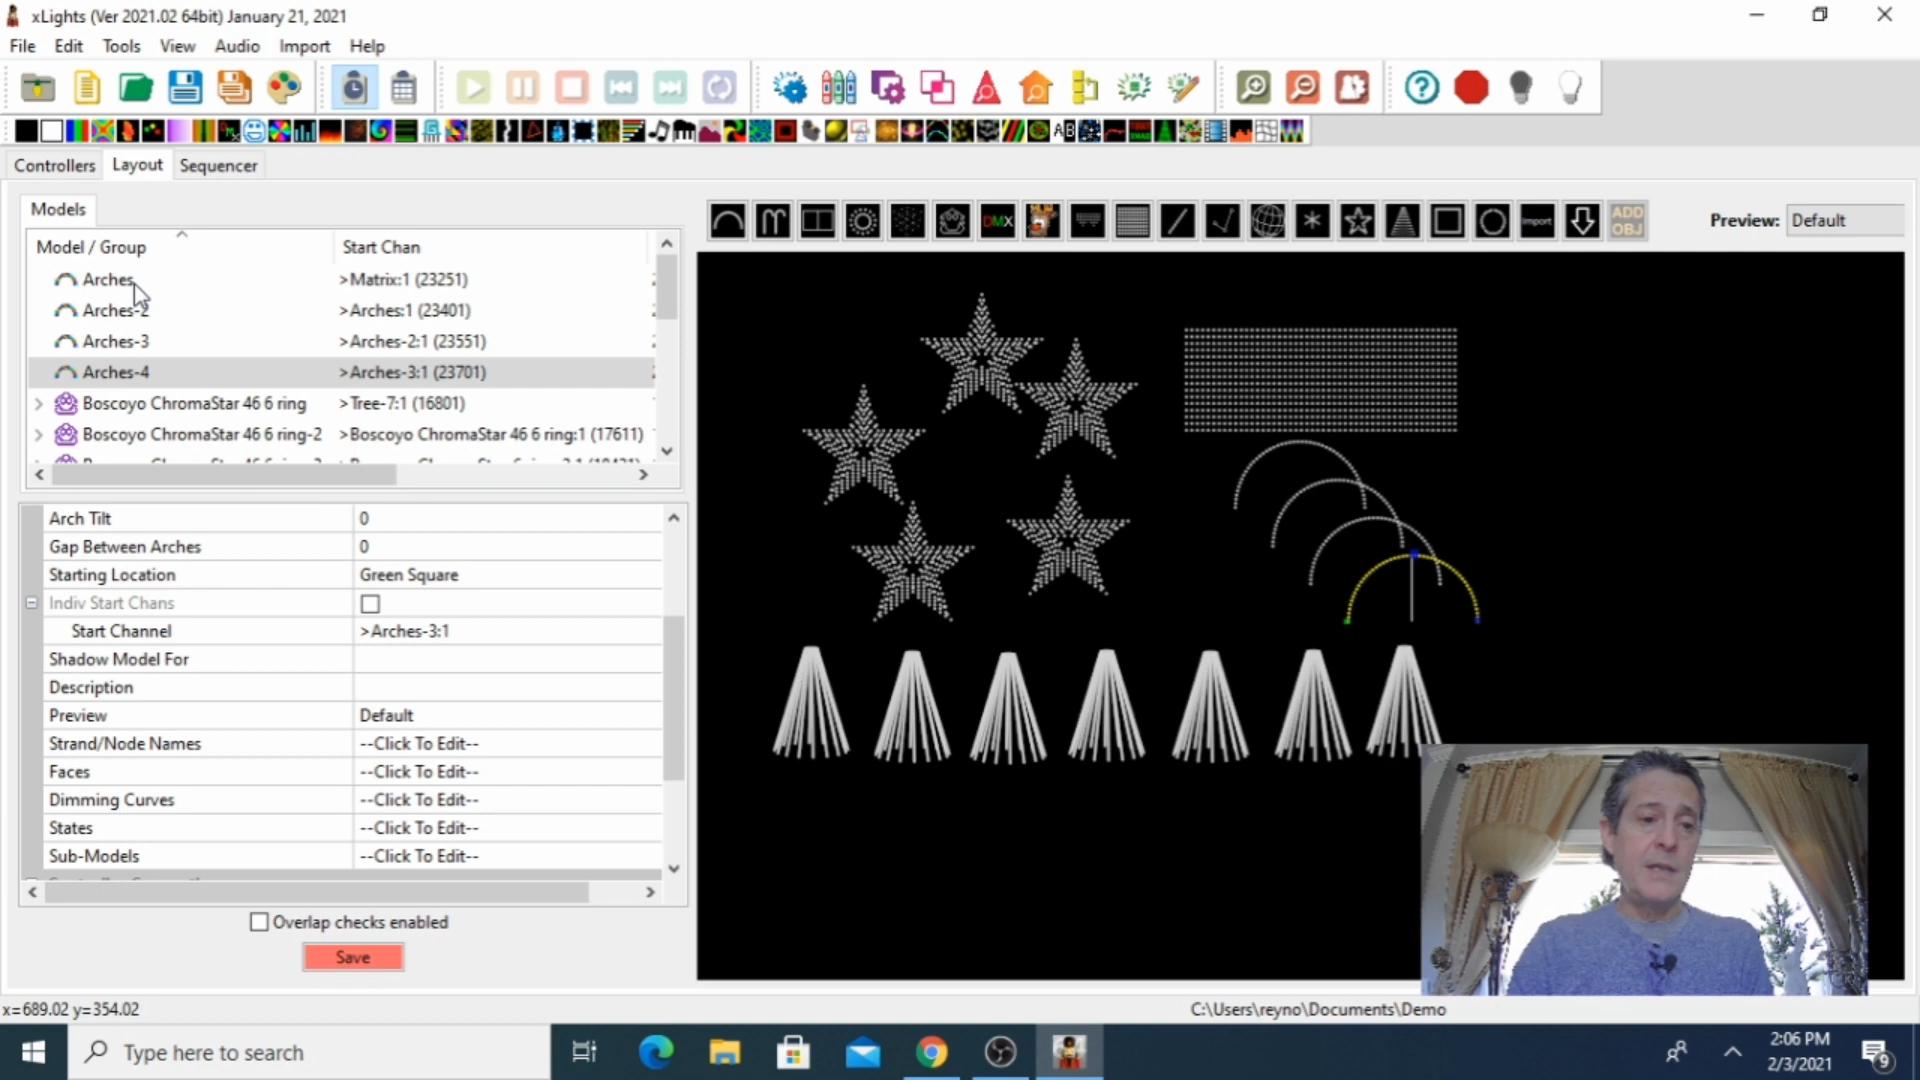 xLights (Ver 2021.02 64bit) January 21, 2021
File Edit Tools View Audio Import Help
Controllers Layout Sequencer
Models
Model / Group Start Chan
Arches >Matrix:1 (23251)
Arches-2 >Arches:1 (23401)
Arches-3 >Arches-2:1 (23551)
Arches-4 >Arches-3:1 (23701)
Boscoyo ChromaStar 46 6 ring >Tree-7:1 (16801)
Boscoyo ChromaStar 46 6 ring-2 >Boscoyo ChromaStar 46 6 ring:1 (17611)
DMX
Import
ADD
OBJ
Preview: Default
Arch Tilt 0
Gap Between Arches 0
Starting Location Green Square
Indiv Start Chans
Start Channel >Arches-3:1
Shadow Model For
Description
Preview Default
Strand/Node Names --Click To Edit--
Faces --Click To Edit--
Dimming Curves --Click To Edit--
States --Click To Edit--
Sub-Models --Click To Edit--
Overlap checks enabled
Save
x=689.02 y=354.02
C:\Users\reyno\Documents\Demo
Type here to search
2:06 PM
2/3/2021
9